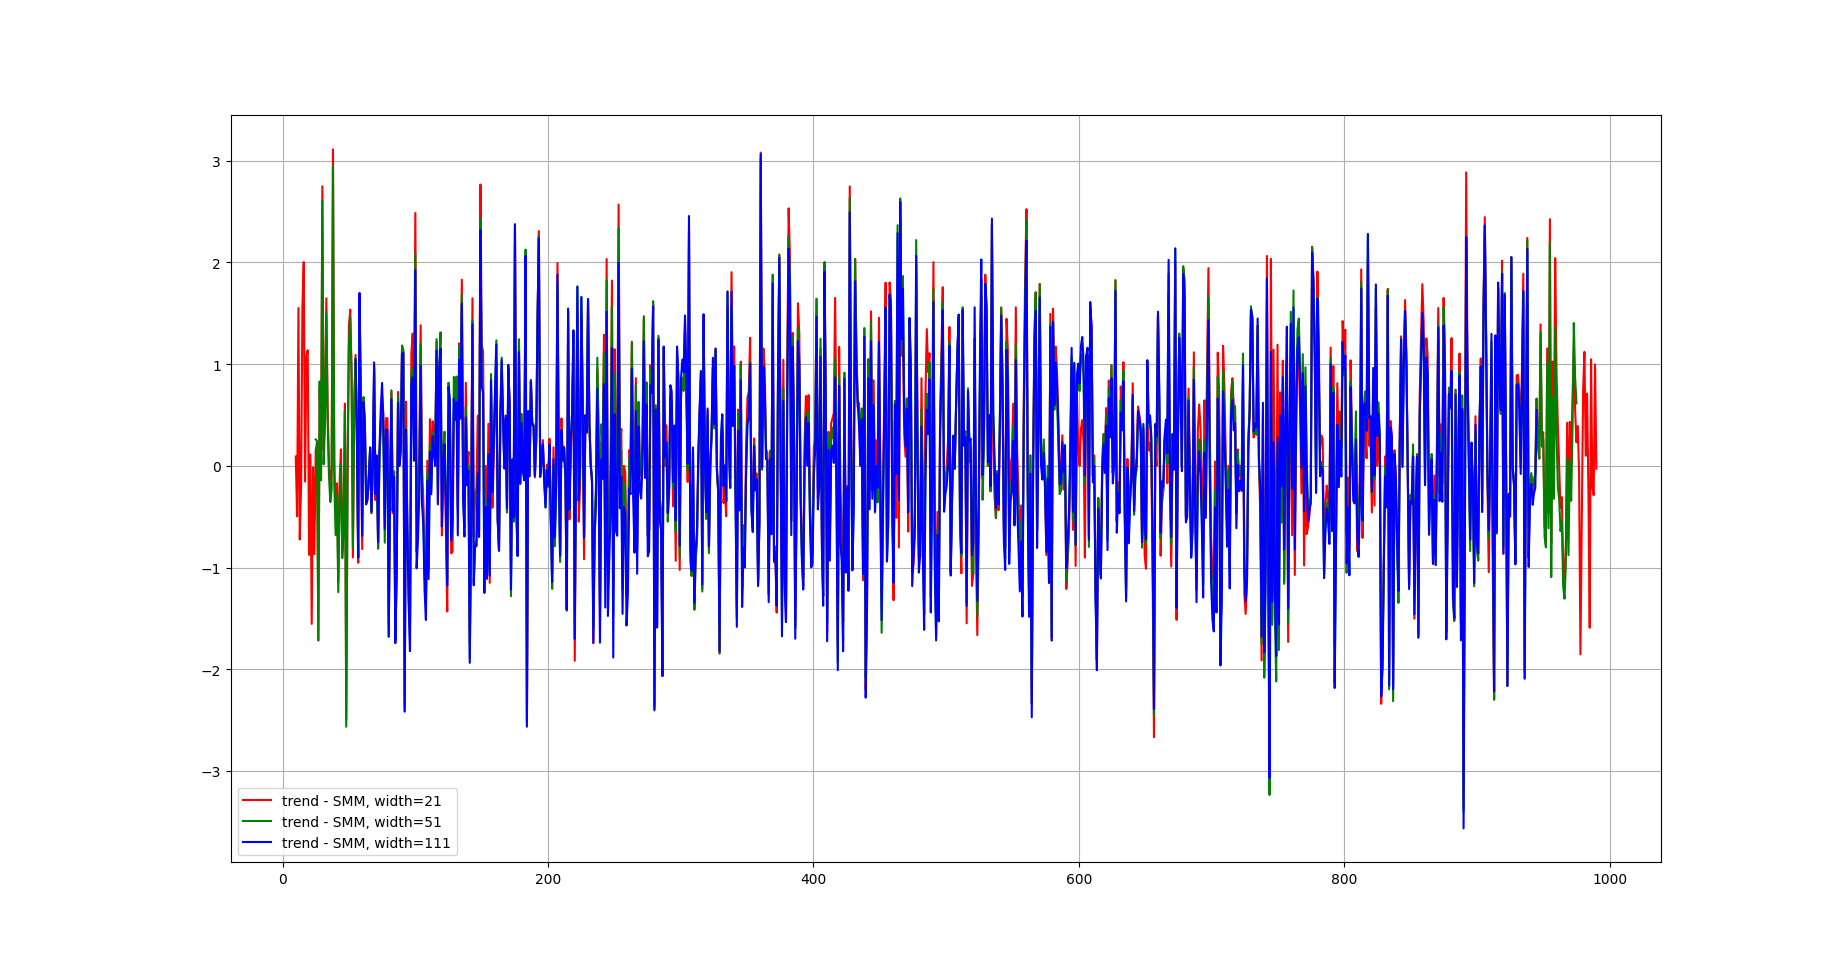 3
2
1
0
−1
−2
−3
trend - SMM, width=21
trend - SMM, width=51
trend - SMM, width=111
0 200 400 600 800 1000